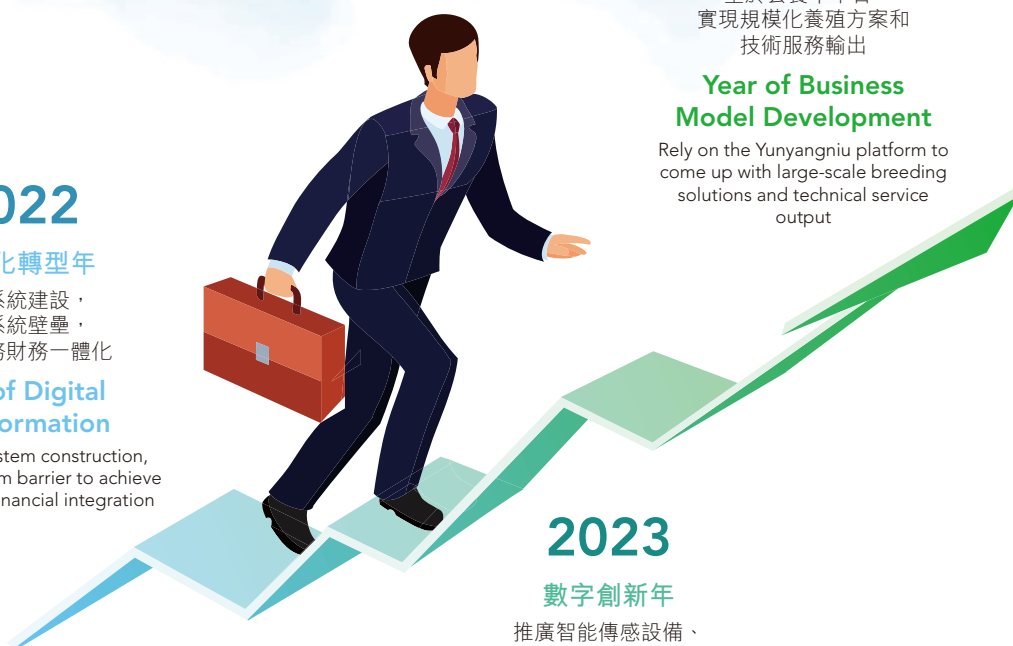 022
化轉型年
系統建設，
系統壁壘，
務財務一體化
of Digital
ormation
stem construction,
m barrier to achieve
nancial integration
實現規模化養殖方案和
技術服務輸出
Year of Business
Model Development
Rely on the Yunyangniu platform to
come up with large-scale breeding
solutions and technical service
output
2023
數字創新年
推廣智能傳感設備、